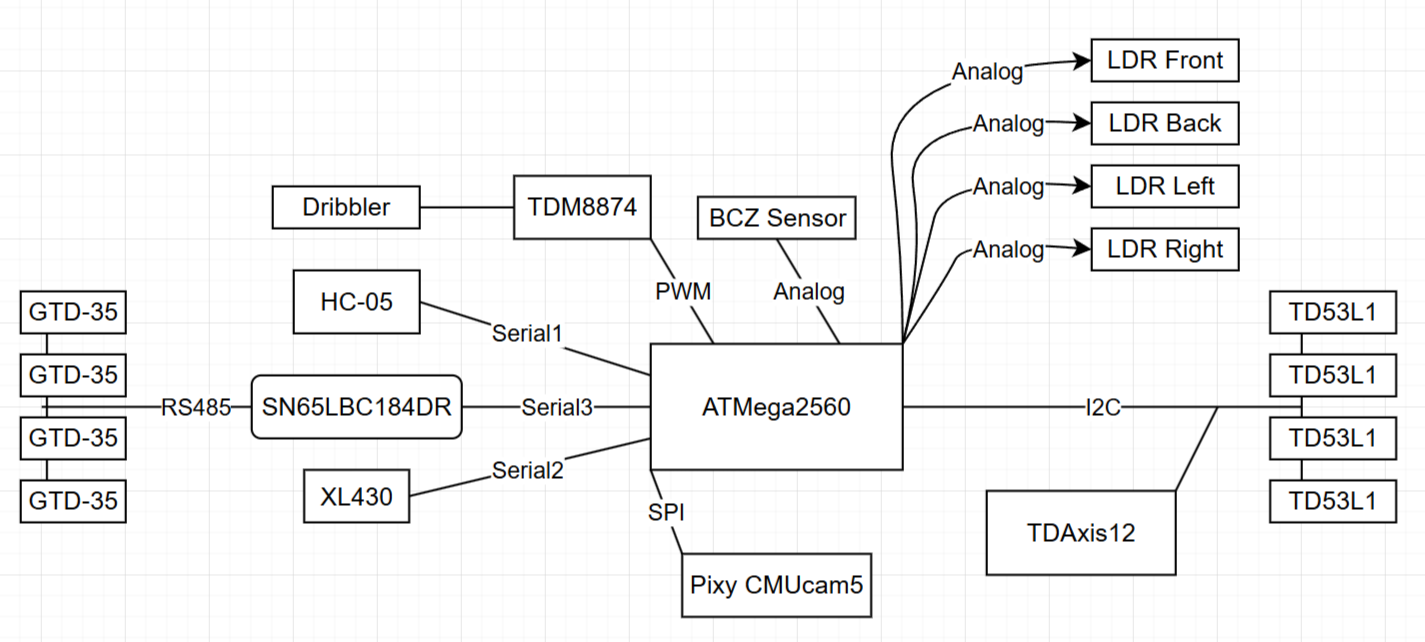 Analog
LDR Front
Analog
LDR Back
Analog
LDR Left
Dribbler
TDM8874
BCZ Sensor
Analog
LDR Right
HC-05
PWM
Analog
GTD-35
Serial1
TD53L1
GTD-35
TD53L1
RS485
SN65LBC184DR
Serial3
ATMega2560
I2C
GTD-35
TD53L1
Serial2
GTD-35
XL430
TD53L1
SPI
TDAxis12
Pixy CMUcam5